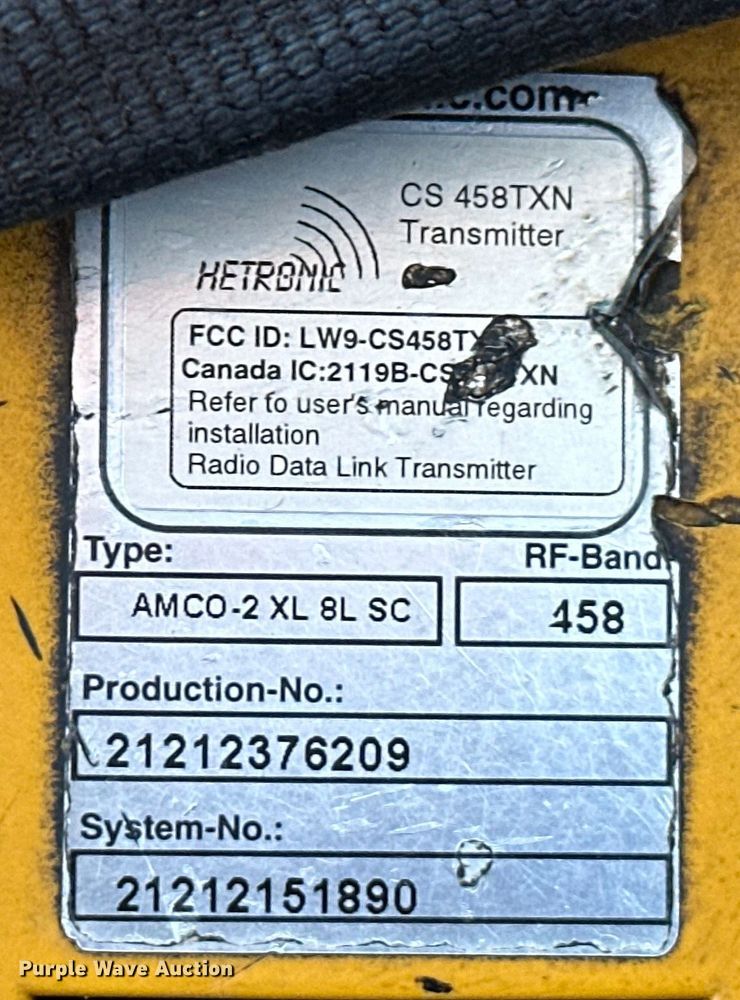 .com
CS 458TXN
Transmitter
HETRONIC
FCC ID: LW9-CS458TX
Canada IC:2119B-CS TXN
Refer to user's manual regarding
installation
Radio Data Link Transmitter
Type: RF-Band
AMCO-2 XL 8L SC 458
Production-No.:
21212376209
System-No.:
21212151890
Purple Wave Auction